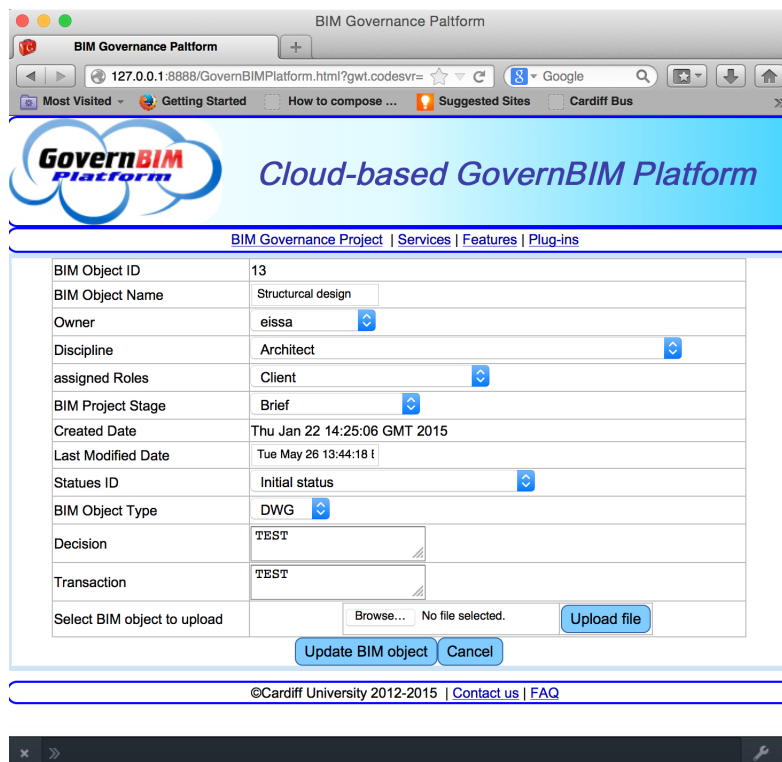 BIM Governance Paltform
BIM Governance Paltform
127.0.0.1:8888/GovernBIMPlatform.html?gwt.codesvr= Google
Most Visited Getting Started How to compose ... Suggested Sites Cardiff Bus
GovernBIM
Platform
Cloud-based GovernBIM Platform
BIM Governance Project | Services | Features | Plug-ins
BIM Object ID 13
BIM Object Name Structurcal design
Owner eissa
Discipline Architect
assigned Roles Client
BIM Project Stage Brief
Created Date Thu Jan 22 14:25:06 GMT 2015
Last Modified Date Tue May 26 13:44:18
Statues ID Initial status
BIM Object Type DWG
Decision TEST
Transaction TEST
Select BIM object to upload Browse... No file selected. Upload file
Update BIM object Cancel
©Cardiff University 2012-2015 | Contact us | FAQ